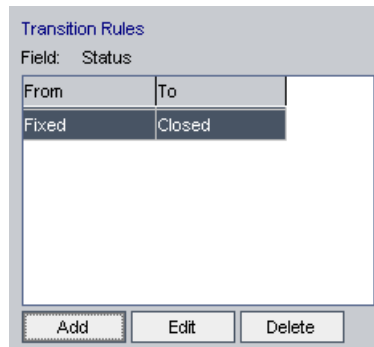 Transition Rules
Field: Status
From To
Fixed Closed
Add Edit Delete